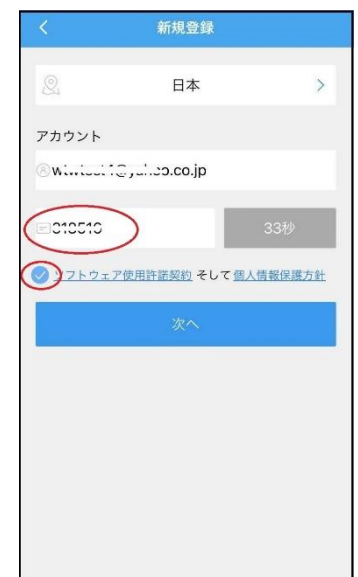 新規登録
日本
アカウント
33秒
ソフトウェア使用許諾契約 そして 個人情報保護方針
次へ